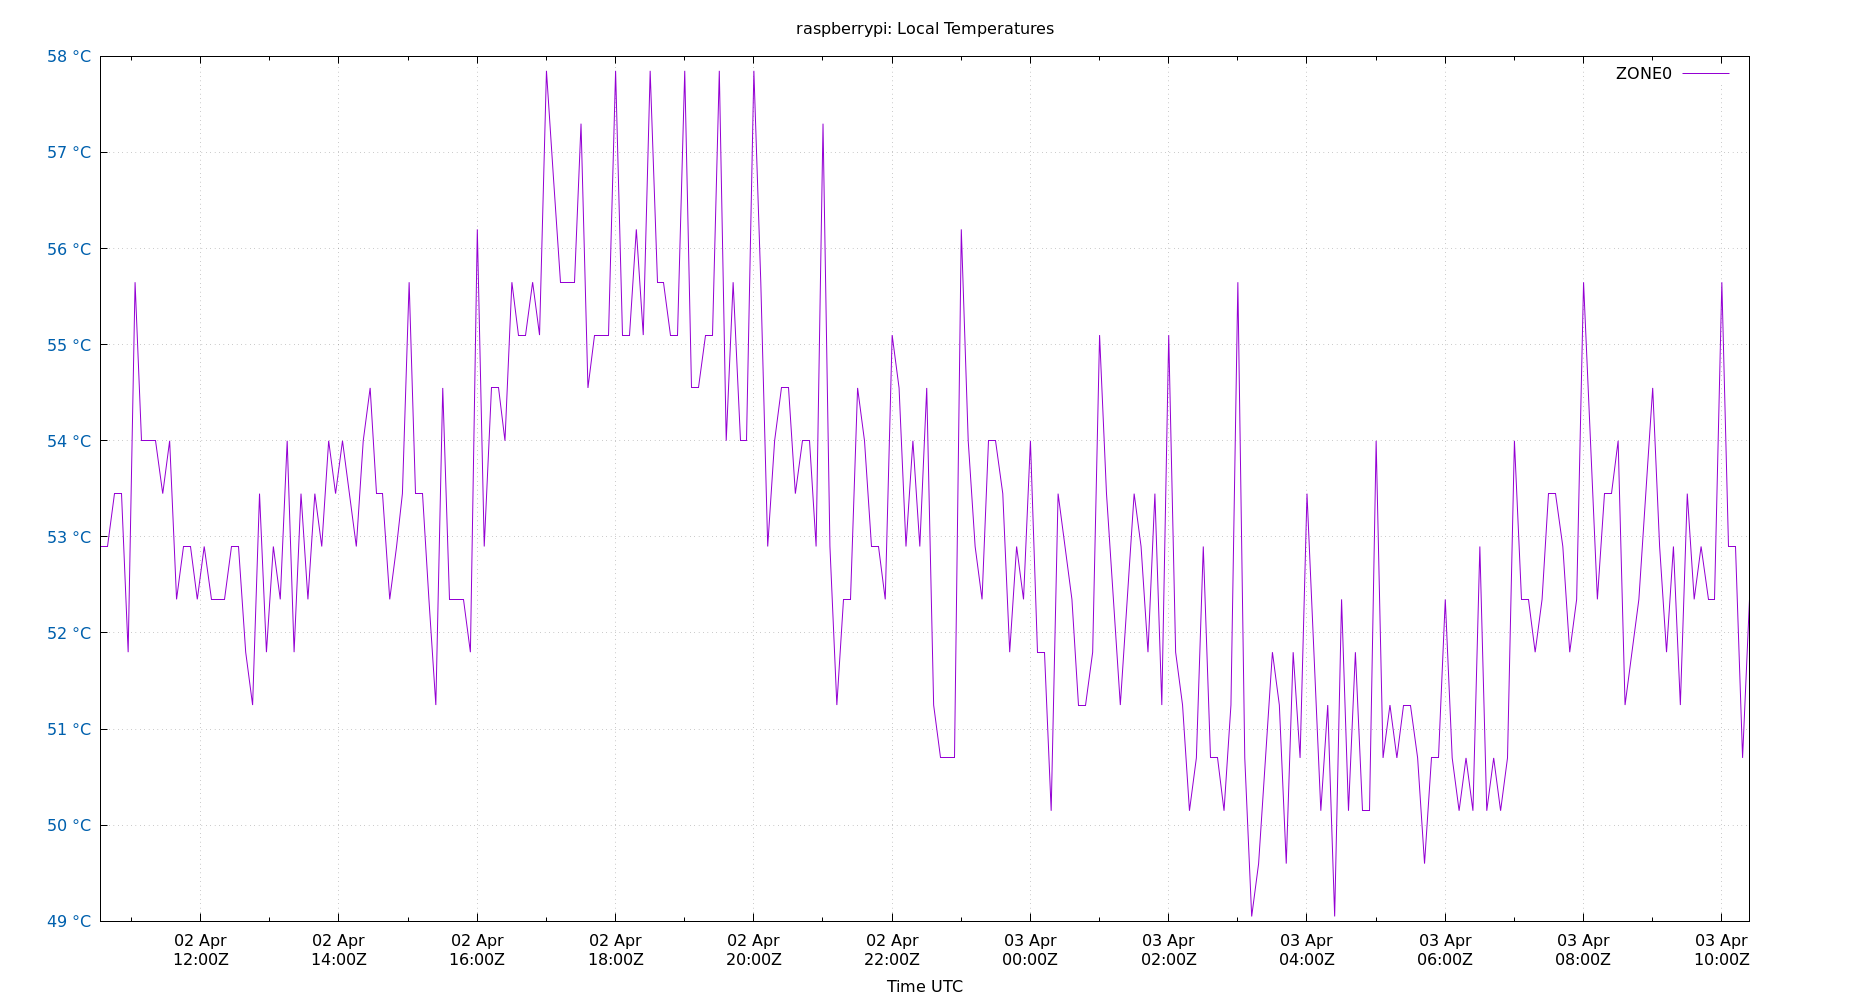 raspberrypi: Local Temperatures
ZONE0
58 °C
57 °C
56 °C
55 °C
54 °C
53 °C
52 °C
51 °C
50 °C
49 °C
02 Apr
12:00Z
02 Apr
14:00Z
02 Apr
16:00Z
02 Apr
18:00Z
02 Apr
20:00Z
02 Apr
22:00Z
03 Apr
00:00Z
03 Apr
02:00Z
03 Apr
04:00Z
03 Apr
06:00Z
03 Apr
08:00Z
03 Apr
10:00Z
Time UTC